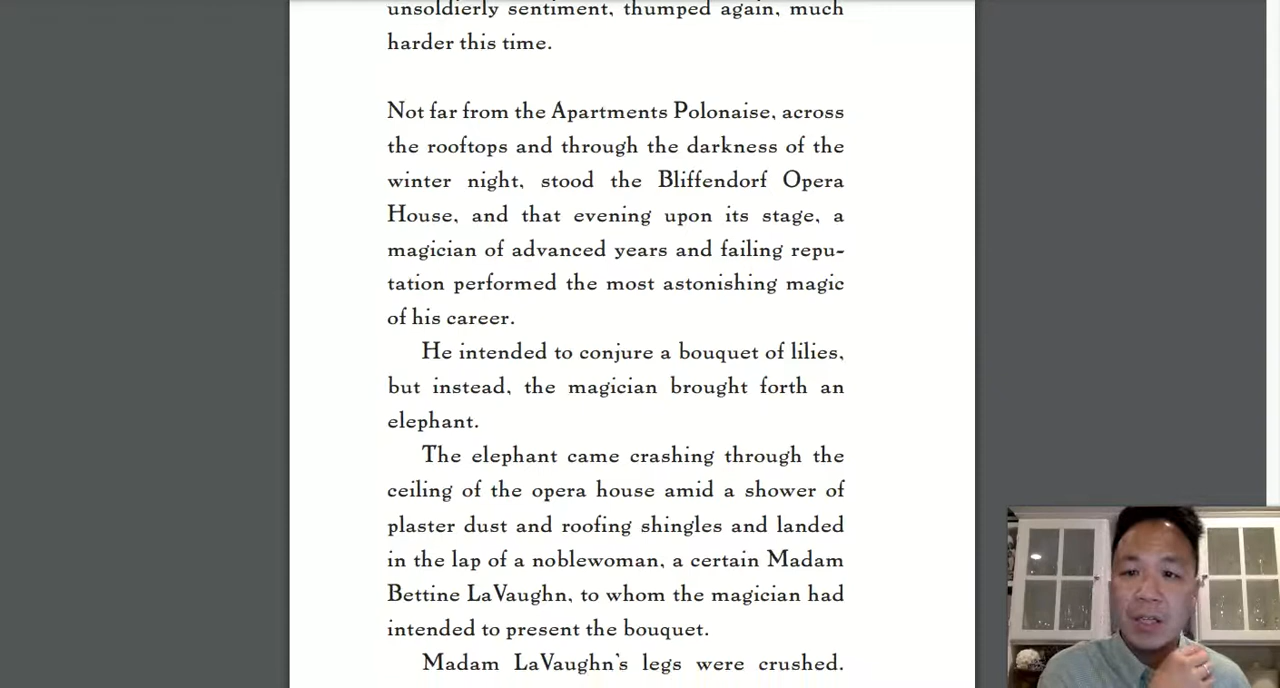 unsoldierly sentiment, thumped again, much
harder this time.
Not far from the Apartments Polonaise, across
the rooftops and through the darkness of the
winter night, stood the Bliffendorf Opera
House, and that evening upon its stage, a
magician of advanced years and failing repu-
tation performed the most astonishing magic
of his career.
He intended to conjure a bouquet of lilies,
but instead, the magician brought forth an
elephant.
The elephant came crashing through the
ceiling of the opera house amid a shower of
plaster dust and roofing shingles and landed
in the lap of a noblewoman, a certain Madam
Bettine LaVaughn, to whom the magician had
intended to present the bouquet.
Madam LaVaughn's legs were crushed.